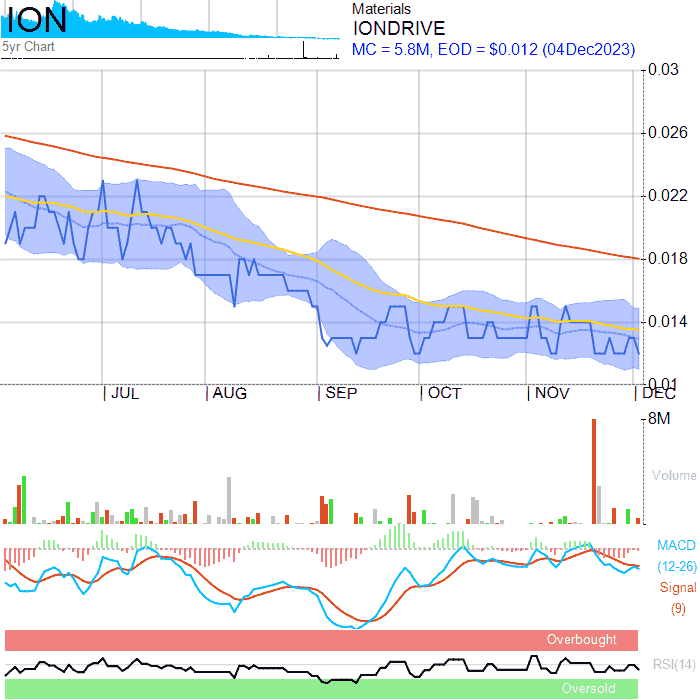 ION
5yr Chart
Materials
IONDRIVE
MC = 5.8M, EOD = $0.012 (04Dec2023)
0.03
0.026
0.022
0.018
0.014
0.01
JUL AUG SEP OCT NOV DEC
8M
Volume
MACD
(12-26)
Signal
(9)
Overbought
RSI(14)
Oversold